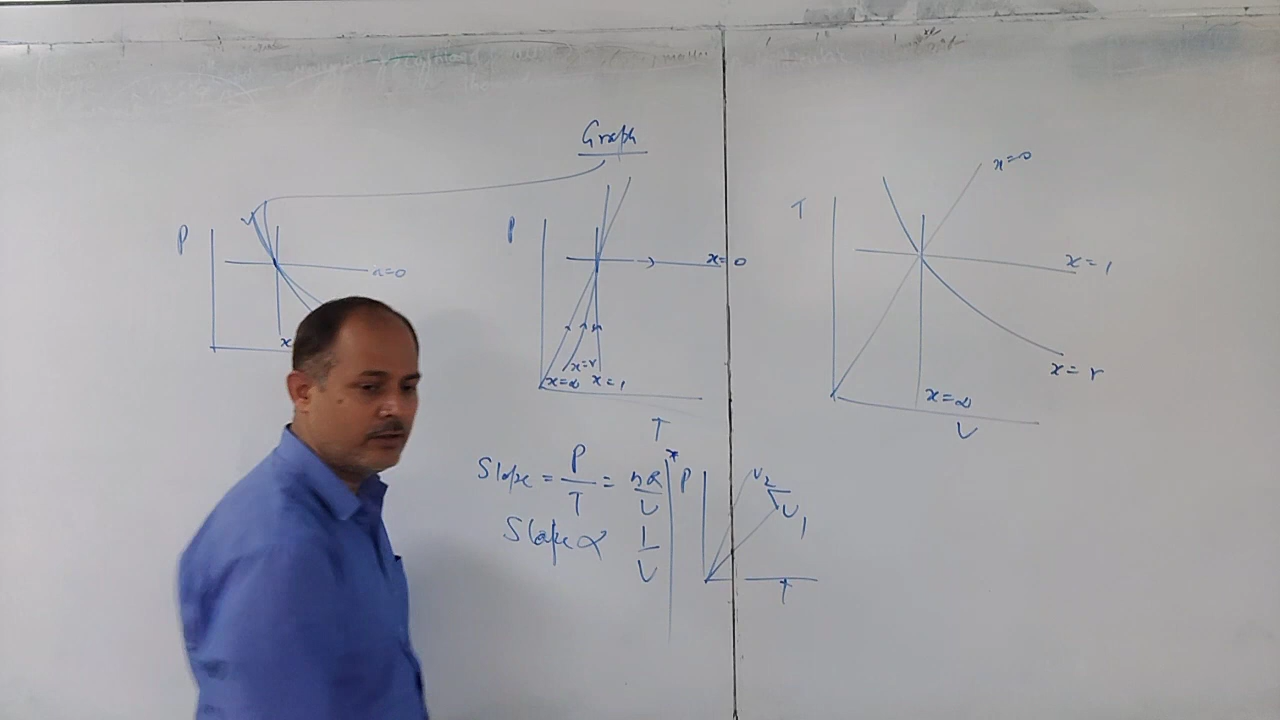 Graph
P
x=0
x
P
x=0
x=r
x=∝ x=1
T
T
x=0
x=1
x=r
x=∝
V
Slope = P/T = nR/V
Slope ∝ 1/V
P
V2
V1
T